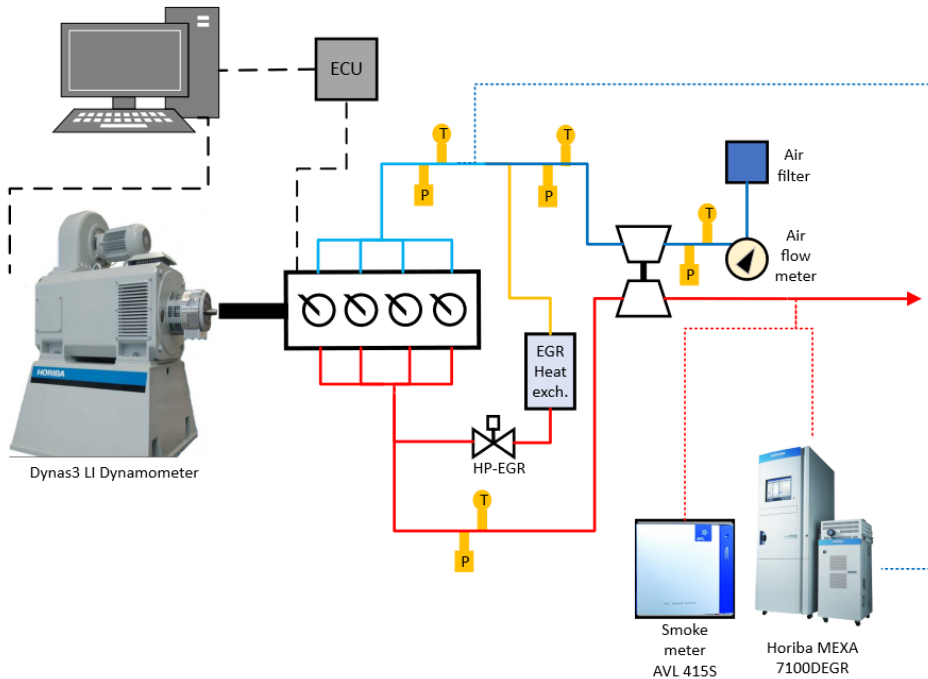 ECU
T
T
P
P
Air
filter
T
P
Air
flow
meter
EGR
Heat
exch.
HORIBA
Dynas3 LI Dynamometer
HP-EGR
T
P
AVL
Smoke
meter
AVL 415S
Horiba MEXA
7100DEGR